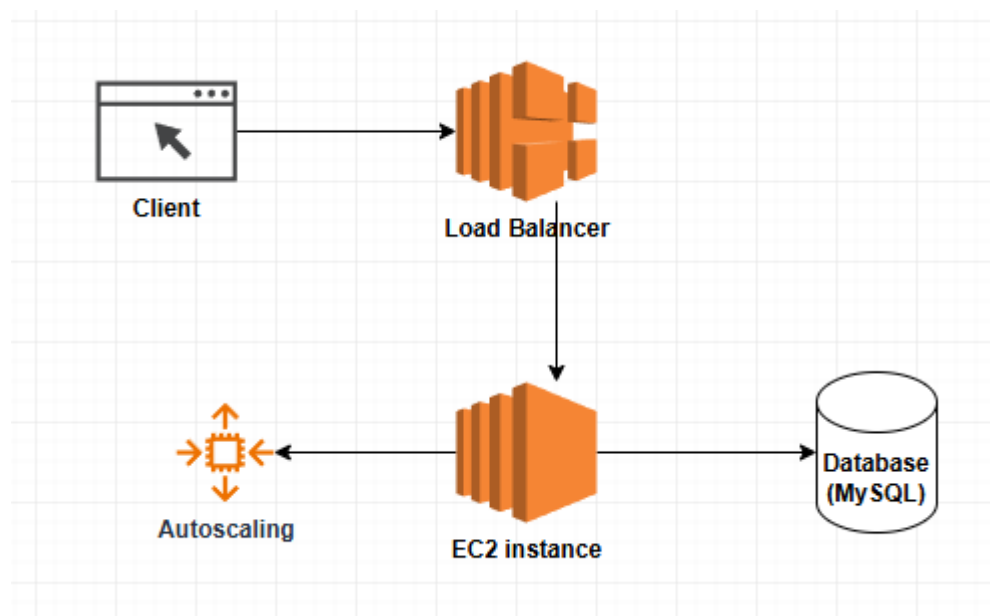 Client
Load Balancer
Autoscaling
EC2 instance
Database
(MySQL)